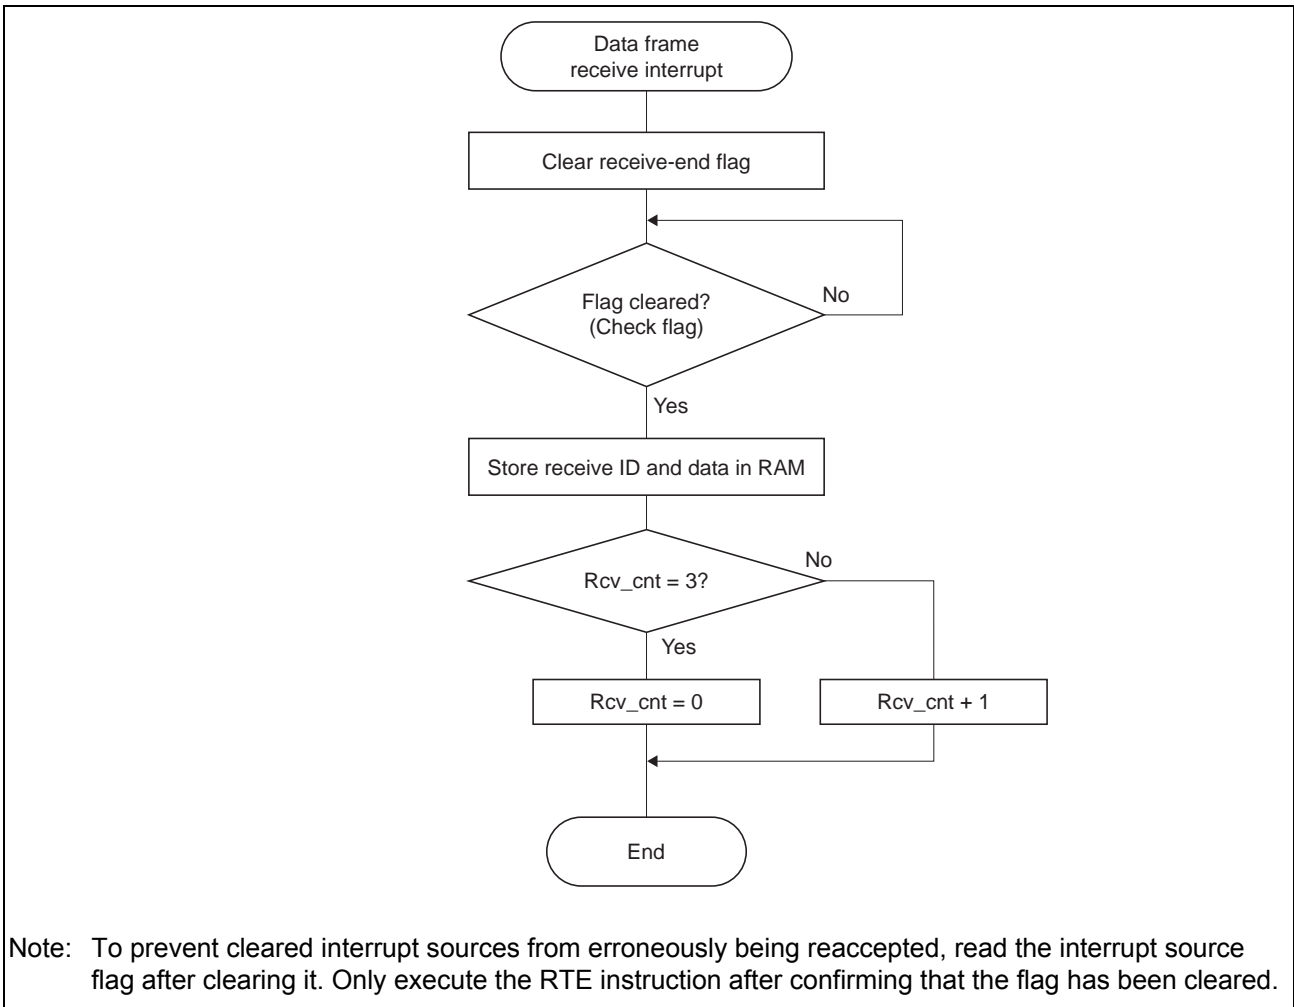 Data frame
receive interrupt
Clear receive-end flag
Flag cleared?
(Check flag)
No
Yes
Store receive ID and data in RAM
Rcv_cnt = 3?
No
Yes
Rcv_cnt = 0
Rcv_cnt + 1
End
Note: To prevent cleared interrupt sources from erroneously being reaccepted, read the interrupt source
flag after clearing it. Only execute the RTE instruction after confirming that the flag has been cleared.